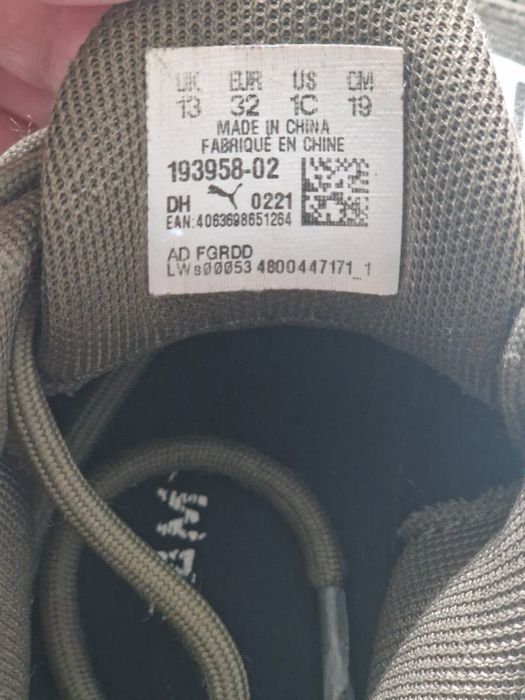 UK EUR US CM
13 32 1C 19
MADE IN CHINA
FABRIQUÉ EN CHINE
193958-02
DH 0221
EAN:4063698651264
AD FGRDD
LWs00053 4800447171_1